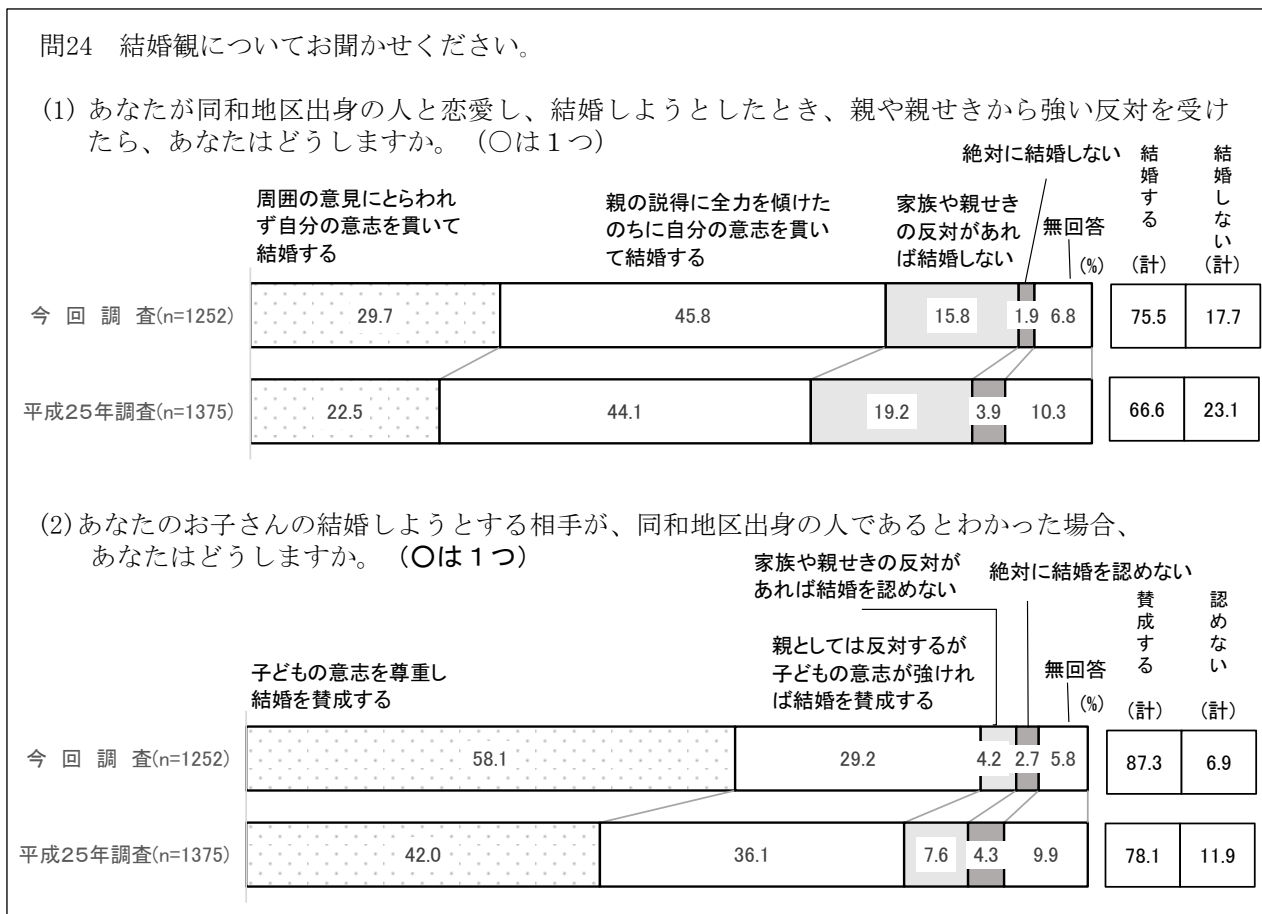 問24　結婚観についてお聞かせください。
(1) あなたが同和地区出身の人と恋愛し、結婚しようとしたとき、親や親せきから強い反対を受け
たら、あなたはどうしますか。（○は１つ）
周囲の意見にとらわれ
ず自分の意志を貫いて
結婚する
親の説得に全力を傾けた
のちに自分の意志を貫い
て結婚する
家族や親せき
の反対があれ
ば結婚しない
絶対に結婚しない
無回答
(%)
結婚する
(計)
結婚しない
(計)
今回調査(n=1252)
29.7
45.8
15.8
1.9
6.8
75.5
17.7
平成25年調査(n=1375)
22.5
44.1
19.2
3.9
10.3
66.6
23.1
(2) あなたのお子さんの結婚しようとする相手が、同和地区出身の人であるとわかった場合、
あなたはどうしますか。（○は１つ）
子どもの意志を尊重し
結婚を賛成する
親としては反対するが
子どもの意志が強けれ
ば結婚を賛成する
家族や親せきの反対が
あれば結婚を認めない
絶対に結婚を認めない
無回答
(%)
賛成する
(計)
認めない
(計)
今回調査(n=1252)
58.1
29.2
4.2
2.7
5.8
87.3
6.9
平成25年調査(n=1375)
42.0
36.1
7.6
4.3
9.9
78.1
11.9